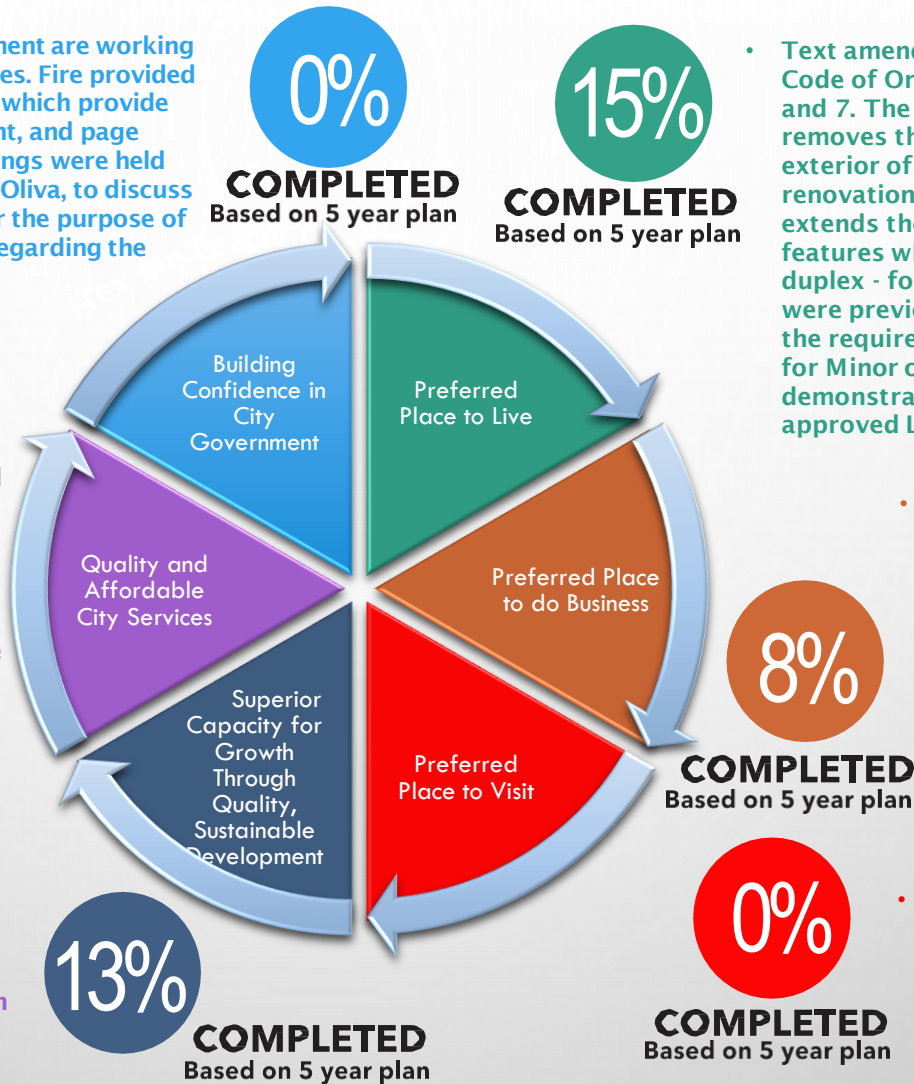 ment are working
es. Fire provided
which provide
t, and page
ings were held
Oliva, to discuss
r the purpose of
egarding the
0%
COMPLETED
Based on 5 year plan
15%
COMPLETED
Based on 5 year plan
• Text amen
Code of Or
and 7. The
removes th
exterior of
renovation
extends the
features w
duplex - fo
were previ
the require
for Minor o
demonstra
approved L
Building
Confidence in
City
Government
Preferred
Place to Live
Quality and
Affordable
City Services
Preferred Place
to do Business
8%
COMPLETED
Based on 5 year plan
Superior
Capacity for
Growth
Through
Quality,
Sustainable
Development
Preferred
Place to Visit
0%
COMPLETED
Based on 5 year plan
13%
COMPLETED
Based on 5 year plan